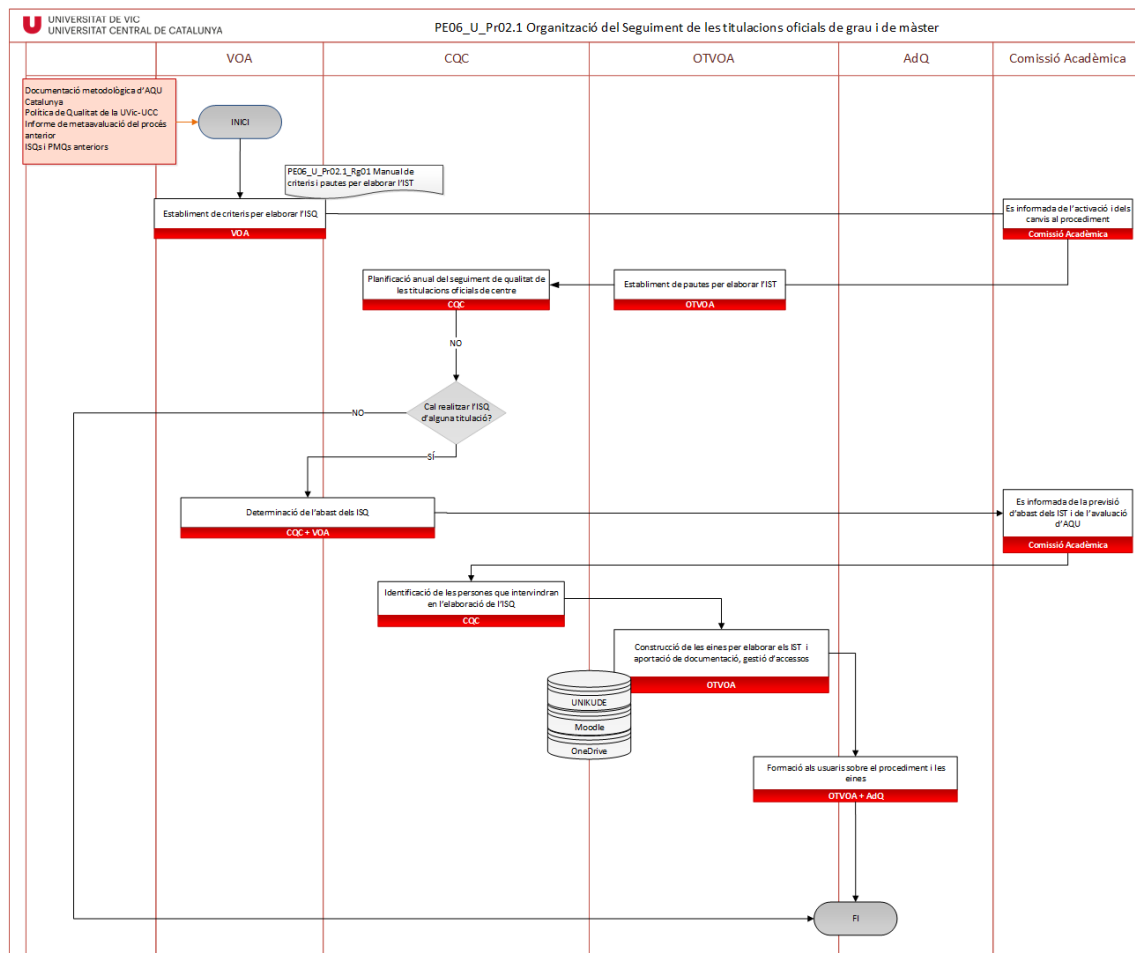 UNIVERSITAT DE VIC
UNIVERSITAT CENTRAL DE CATALUNYA
PE06_U_Pr02.1 Organització del Seguiment de les titulacions oficials de grau i de màster
VOA
CQC
OTVOA
AdQ
Comissió Acadèmica
Documentació metodològica d'AQU
Catalunya
Política de Qualitat de la UVic-UCC
Informe de metaavaluació del procés
anterior
ISQs i PMQs anteriors
INICI
PE06_U_Pr02.1_Rg01 Manual de
criteris i pautes per elaborar l'IST
Establiment de criteris per elaborar l'ISQ
VOA
Es informada de l'activació i dels
canvis al procediment
Comissió Acadèmica
Planificació anual del seguiment de qualitat de
les titulacions oficials de centre
CQC
Establiment de pautes per elaborar l'IST
OTVOA
NO
Cal realitzar l'ISQ
d'alguna titulació?
NO
SÍ
Determinació de l'abast dels ISQ
CQC + VOA
Es informada de la previsió
d'abast dels IST i de l'avaluació
d'AQU
Comissió Acadèmica
Identificació de les persones que intervindran
en l'elaboració de l'ISQ
CQC
Construcció de les eines per elaborar els IST i
aportació de documentació, gestió d'accessos
OTVOA
UNIKUDE
Moodle
OneDrive
Formació als usuaris sobre el procediment i les
eines
OTVOA + AdQ
FI